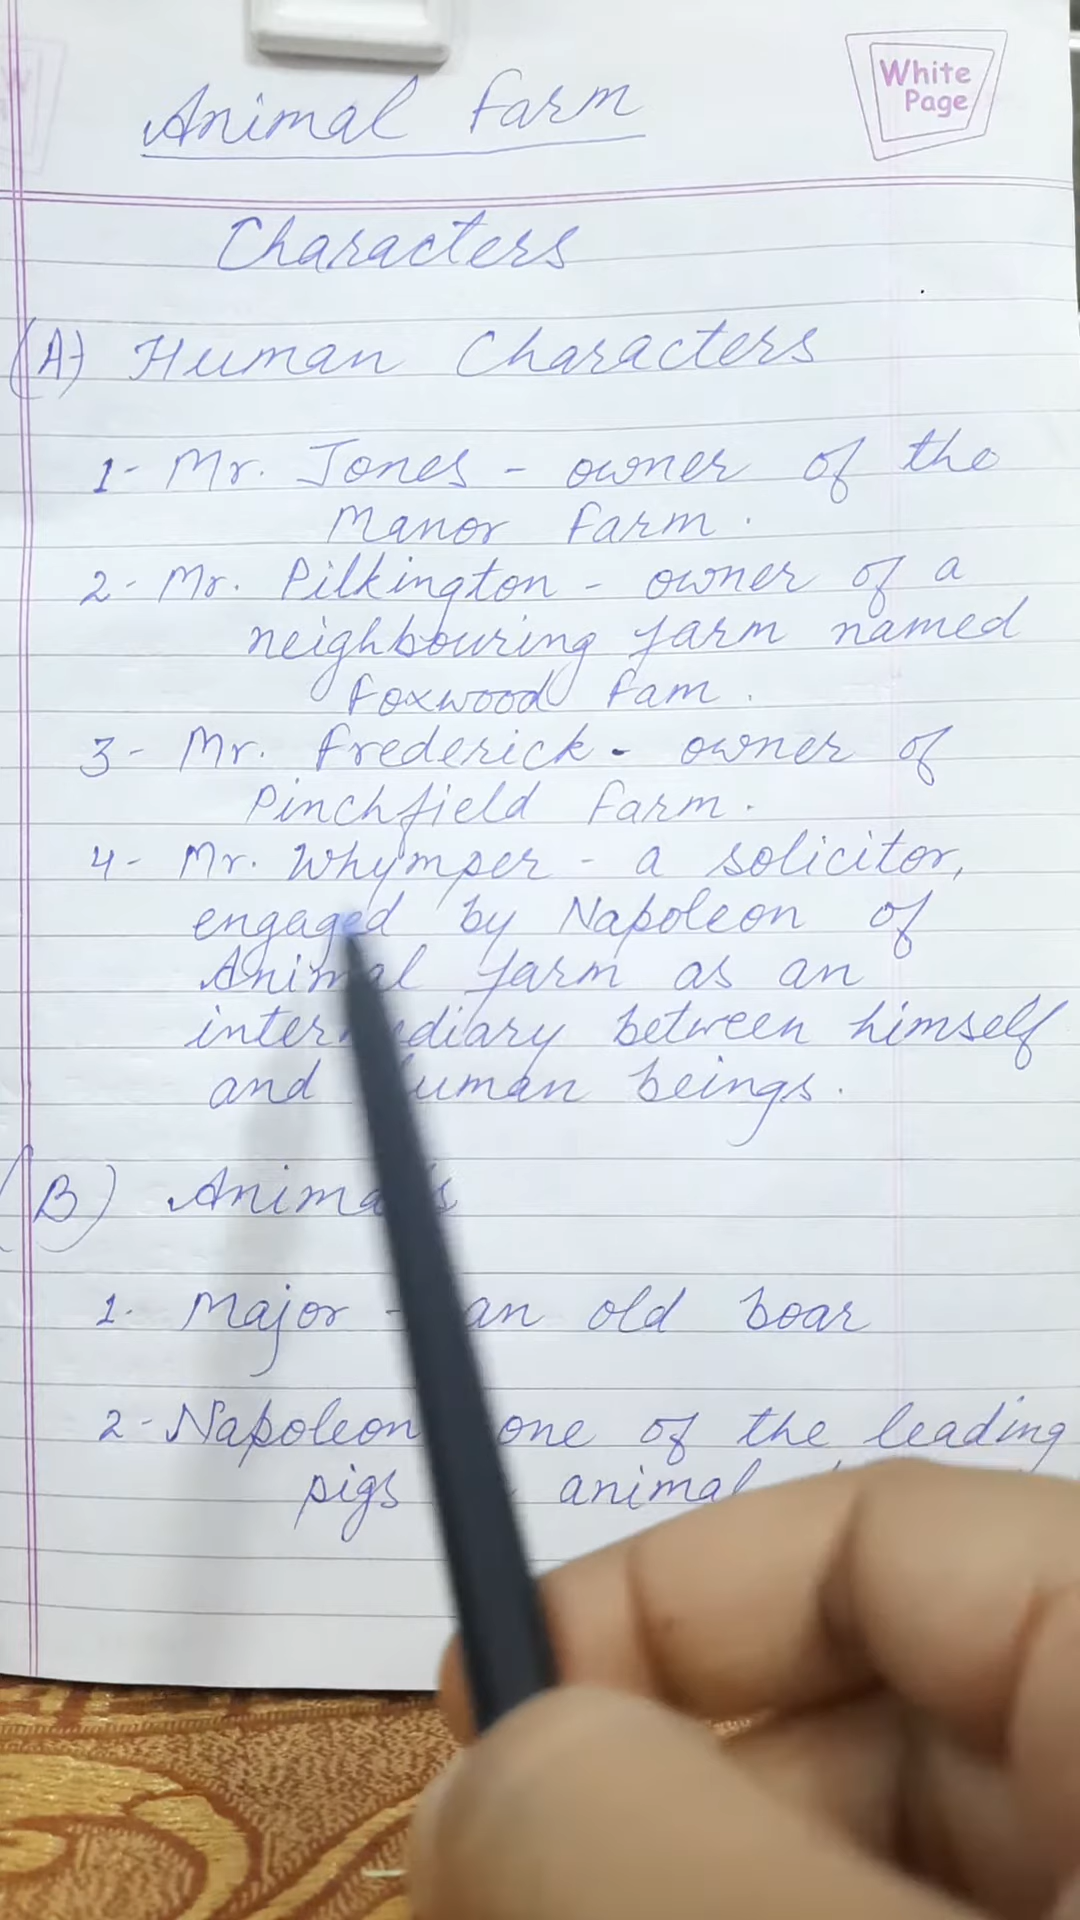 White
Page
Animal Farm
Characters
(A) Human Characters
1- Mr. Jones - owner of the
Manor Farm.
2- Mr. Pilkington - owner of a
neighbouring farm named
Foxwood Fam.
3- Mr. Frederick - owner of
Pinchfield Farm.
4- Mr. Whymper - a solicitor,
engaged by Napoleon of
Animal farm as an
intermediary between himself
and human beings.
(B) Animals
1. Major - an old boar
2- Napoleon one of the leading
pigs animal